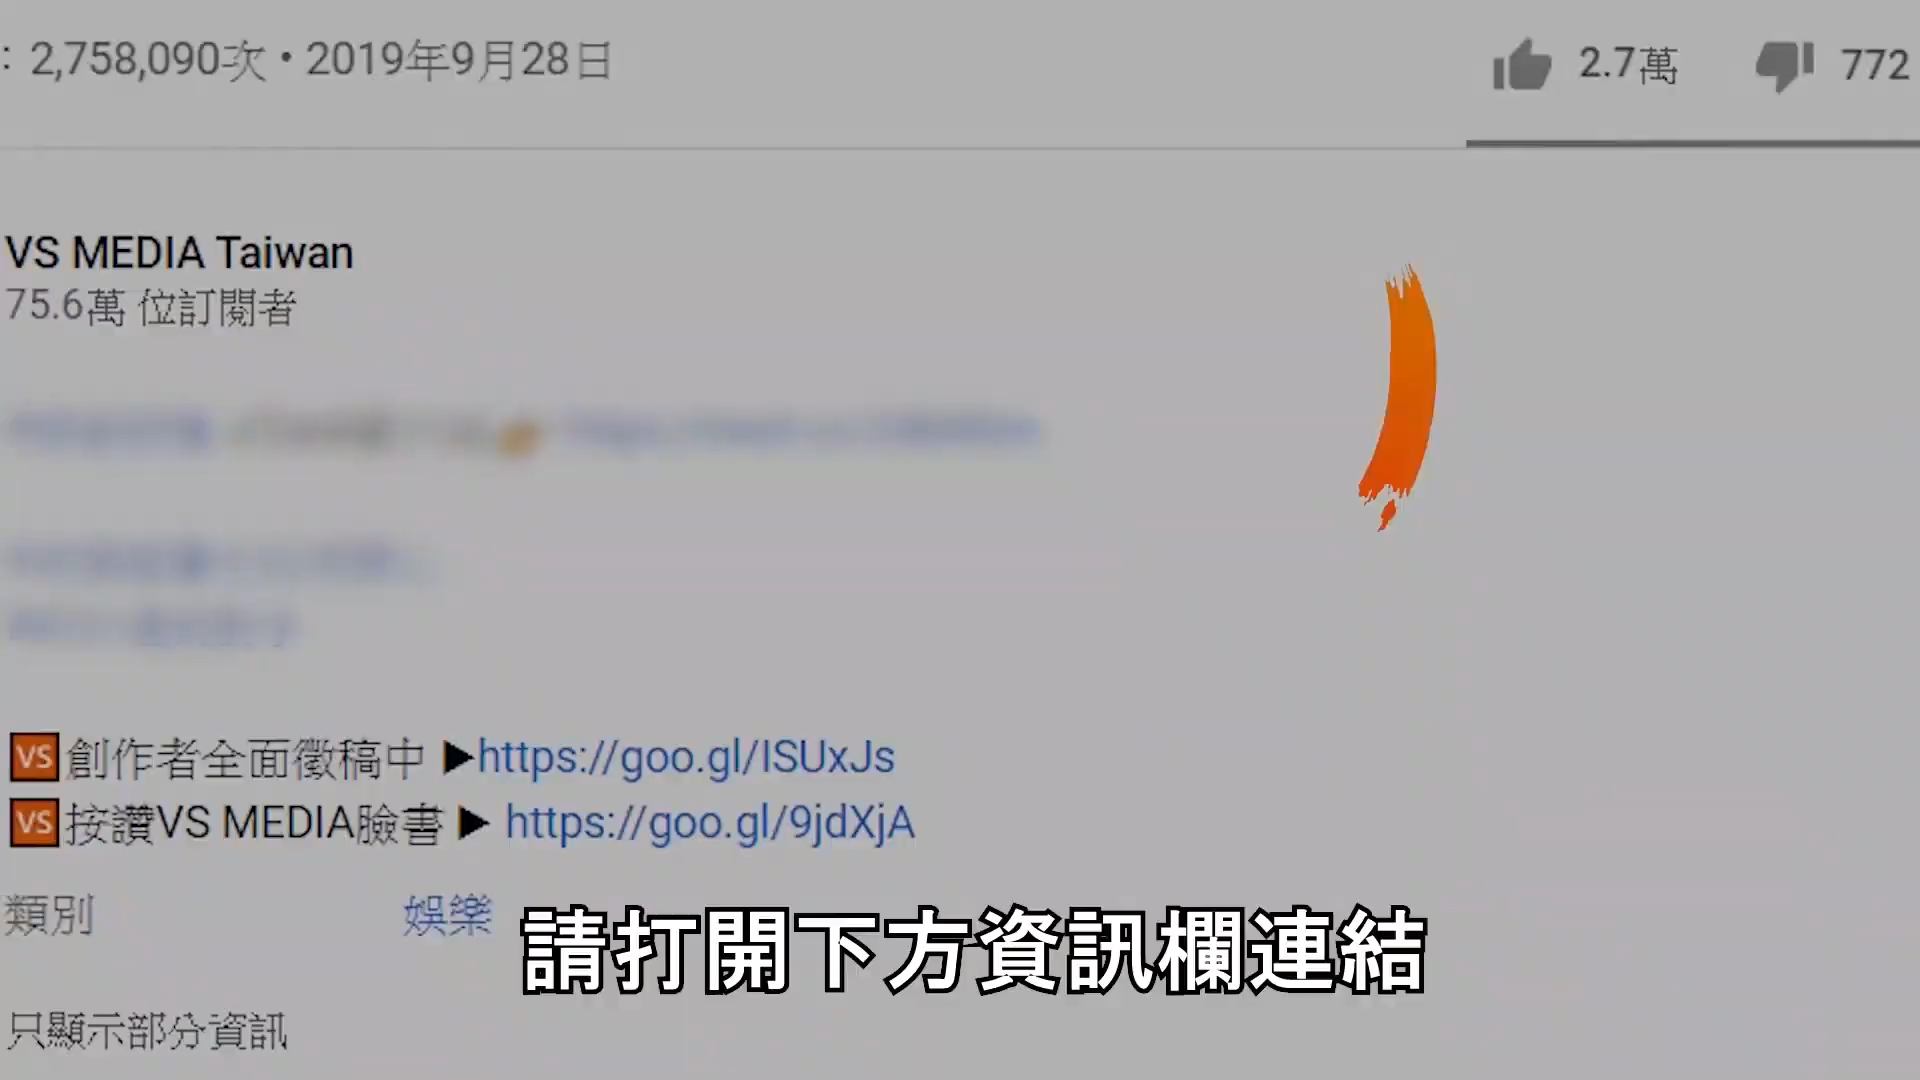 : 2,758,090次 • 2019年9月28日
2.7萬
772
VS MEDIA Taiwan
75.6萬 位訂閱者
VS 創作者全面徵稿中 ▶https://goo.gl/ISUxJs
VS 按讚VS MEDIA臉書 ▶ https://goo.gl/9jdXjA
類別 娛樂
請打開下方資訊欄連結
只顯示部分資訊